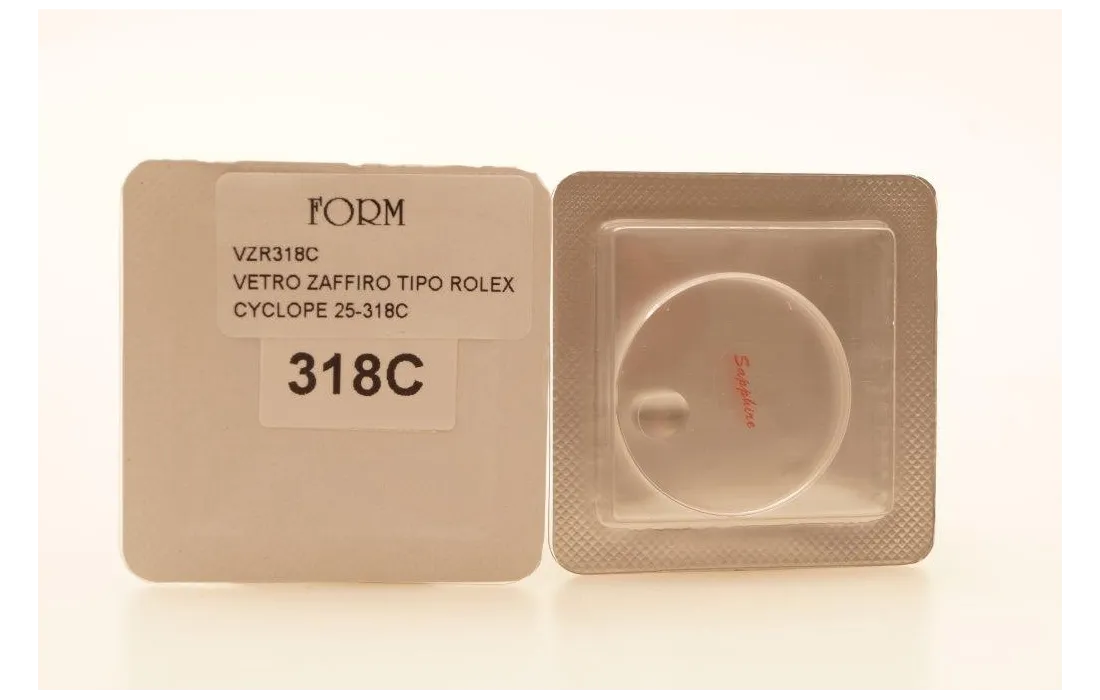 FORM
VZR318C
VETRO ZAFFIRO TIPO ROLEX
CYCLOPE 25-318C
318C
Sapphire